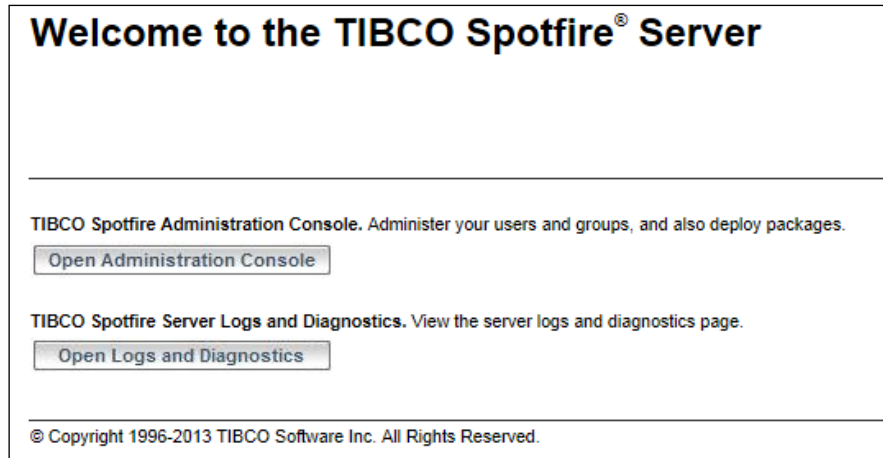 Welcome to the TIBCO Spotfire® Server
TIBCO Spotfire Administration Console. Administer your users and groups, and also deploy packages.
Open Administration Console
TIBCO Spotfire Server Logs and Diagnostics. View the server logs and diagnostics page.
Open Logs and Diagnostics
© Copyright 1996-2013 TIBCO Software Inc. All Rights Reserved.